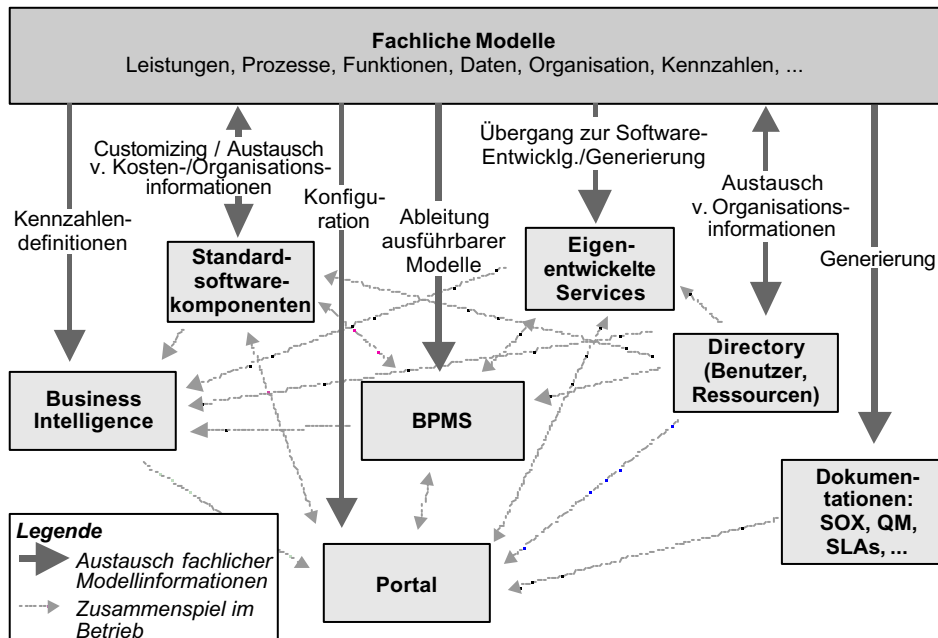 Fachliche Modelle
Leistungen, Prozesse, Funktionen, Daten, Organisation, Kennzahlen, ...
Customizing / Austausch
v. Kosten-/Organisations-
informationen
Übergang zur Software-
Entwicklg./Generierung
Kennzahlen-
definitionen
Konfigu-
ration
Ableitung
ausführbarer
Modelle
Austausch
v. Organisations-
informationen
Generierung
Standard-
software-
komponenten
Eigen-
entwickelte
Services
Business
Intelligence
BPMS
Directory
(Benutzer,
Ressourcen)
Dokumen-
tationen:
SOX, QM,
SLAs, ...
Portal
Legende
Austausch fachlicher
Modellinformationen
Zusammenspiel im
Betrieb